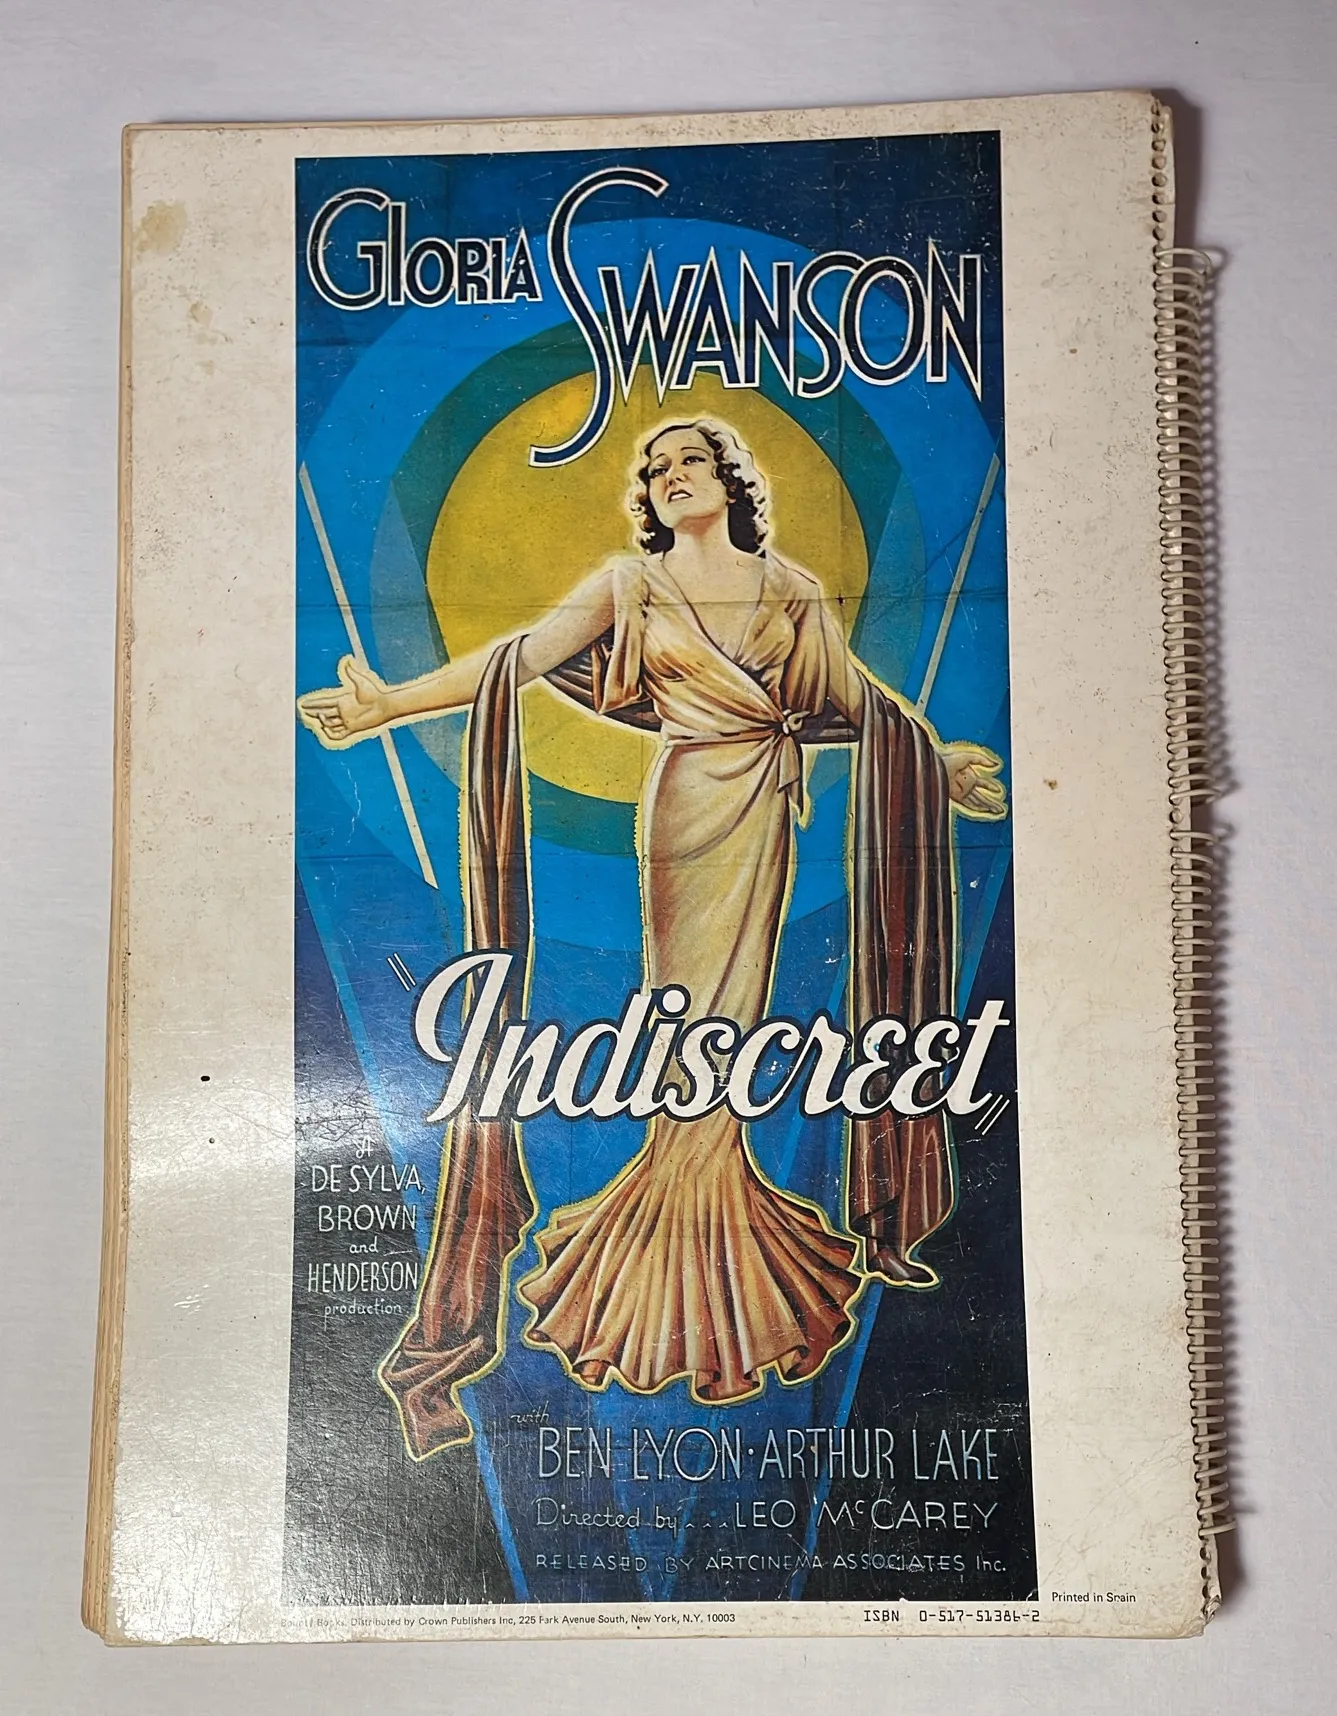 GLORIA SWANSON
"Indiscreet"
A
DE SYLVA,
BROWN
and
HENDERSON
production
with
BEN LYON · ARTHUR LAKE
Directed by... LEO McCAREY
RELEASED BY ARTCINEMA ASSOCIATES Inc.
Bounty Books. Distributed by Crown Publishers Inc, 225 Park Avenue South, New York, N.Y. 10003
ISBN 0-517-51386-2
Printed in Spain